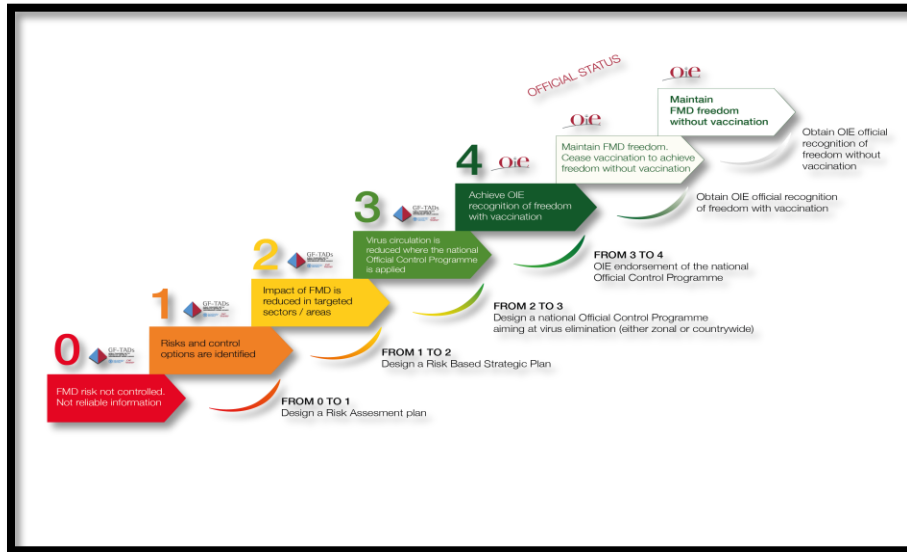 OFFICIAL STATUS
OiE
Maintain
FMD freedom
without vaccination
Obtain OIE official
recognition of
freedom without
vaccination
OiE
Maintain FMD freedom.
Cease vaccination to achieve
freedom without vaccination
Obtain OIE official recognition
of freedom with vaccination
4
OiE
Achieve OIE
recognition of freedom
with vaccination
FROM 3 TO 4
OIE endorsement of the national
Official Control Programme
3
GF-TADs
Virus circulation is
reduced where the national
Official Control Programme
is applied
FROM 2 TO 3
Design a national Official Control Programme
aiming at virus elimination (either zonal or countrywide)
2
GF-TADs
Impact of FMD is
reduced in targeted
sectors / areas
FROM 1 TO 2
Design a Risk Based Strategic Plan
1
GF-TADs
Risks and control
options are identified
FROM 0 TO 1
Design a Risk Assesment plan
0
GF-TADs
FMD risk not controlled.
Not reliable information